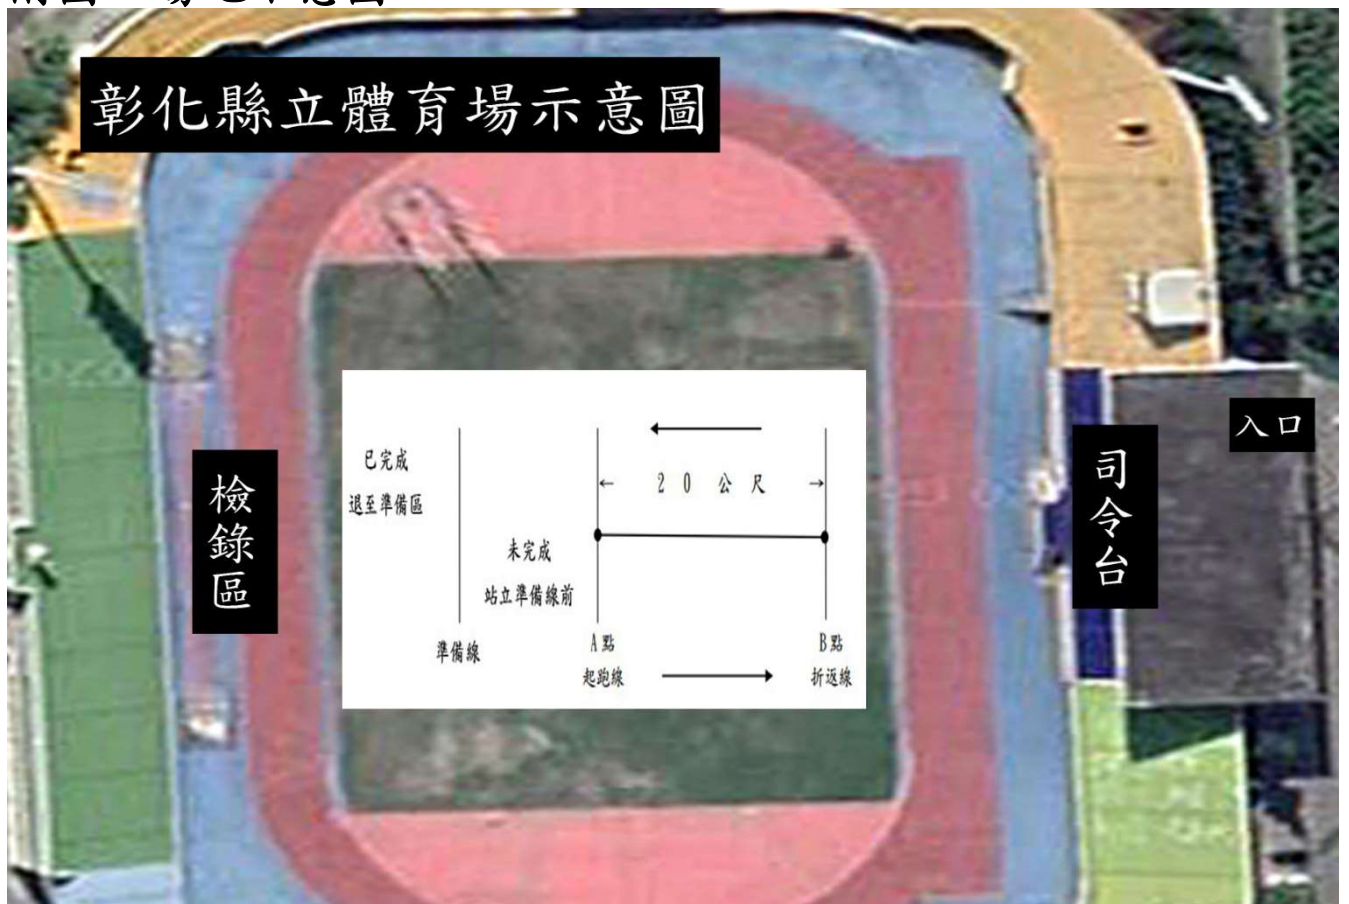 彰化縣立體育場示意圖
入口
司令台
檢錄區
已完成
退至準備區
← 20公尺 →
未完成
站立準備線前
準備線
A點
起跑線
B點
折返線